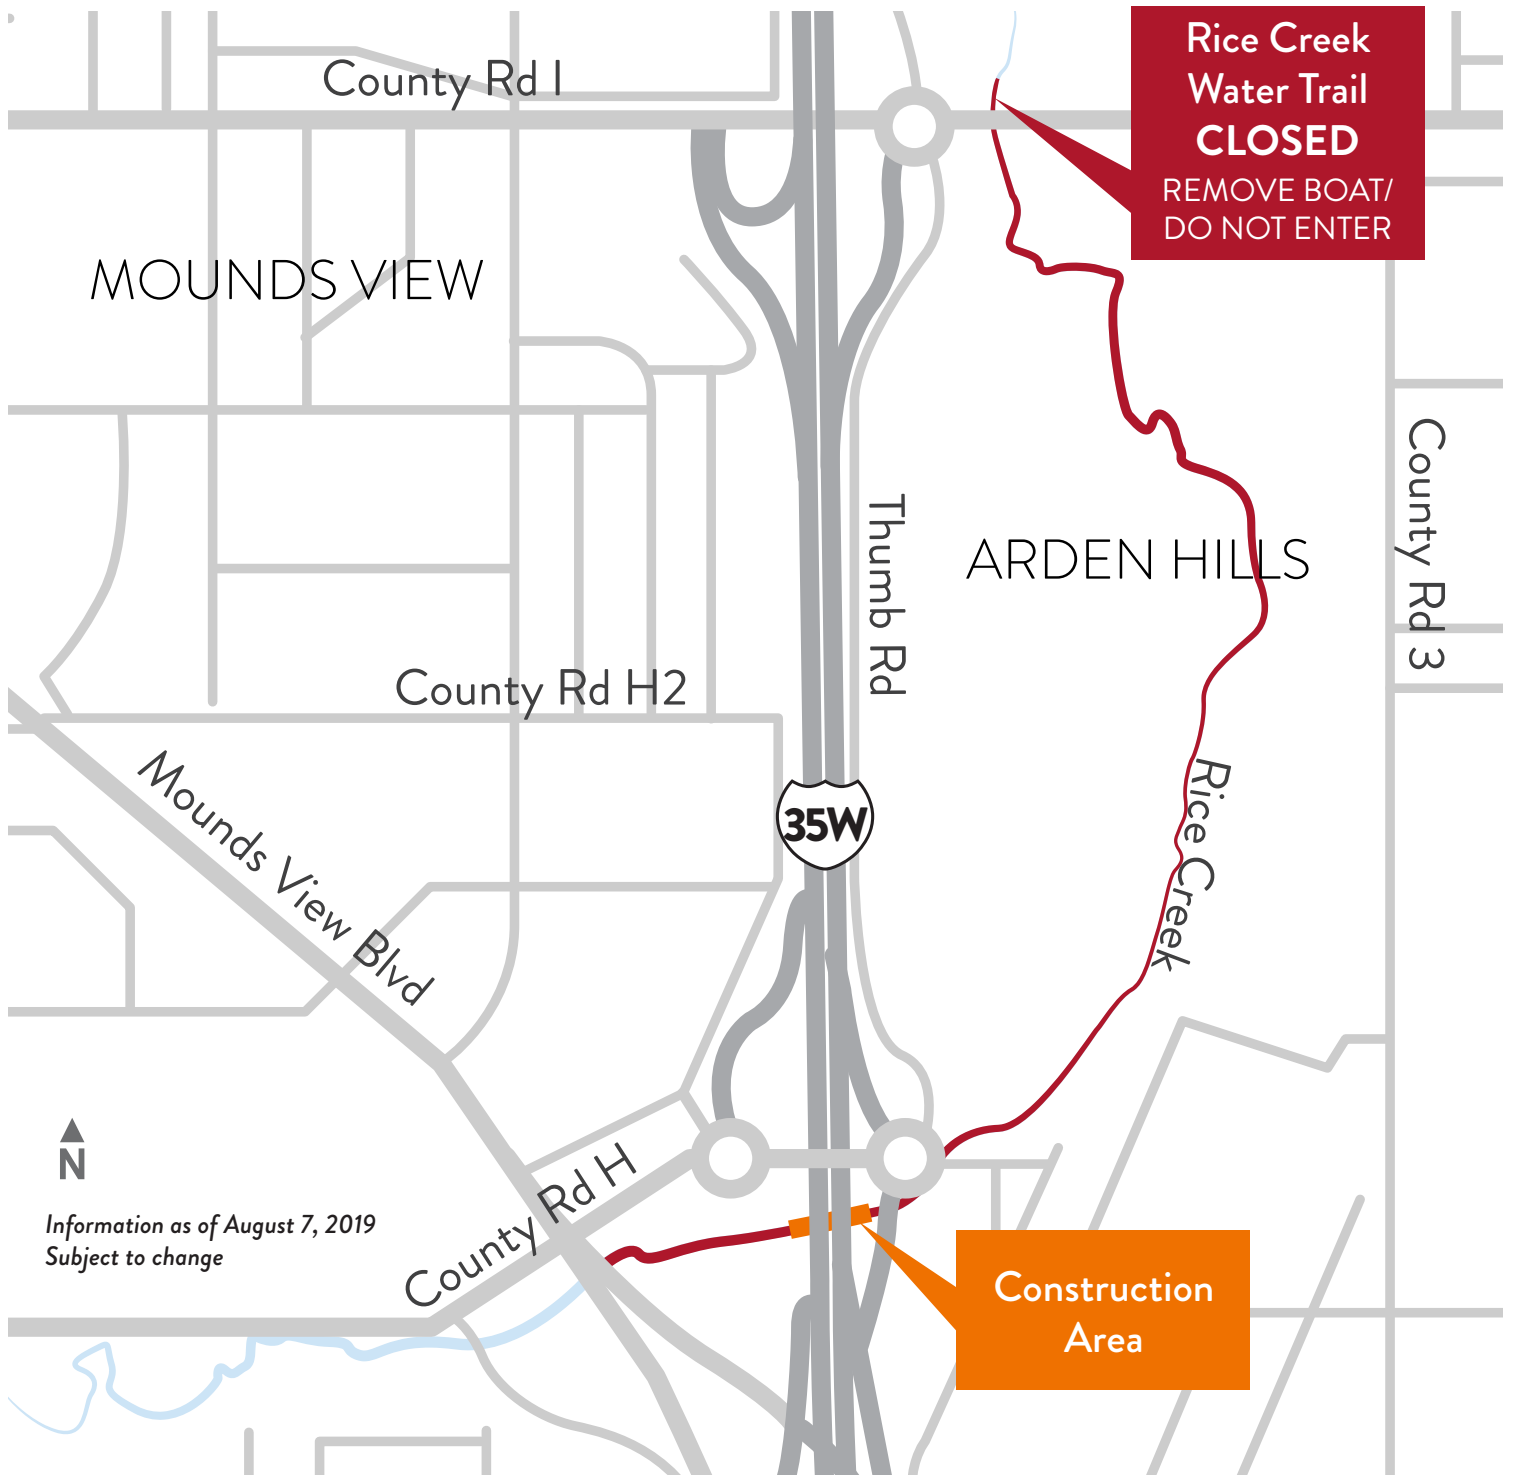 Rice Creek
Water Trail
CLOSED
REMOVE BOAT/
DO NOT ENTER
County Rd I
MOUNDS VIEW
County Rd 3
Thumb Rd
ARDEN HILLS
County Rd H2
Mounds View Blvd
35W
Rice Creek
N
County Rd H
Information as of August 7, 2019
Subject to change
Construction
Area